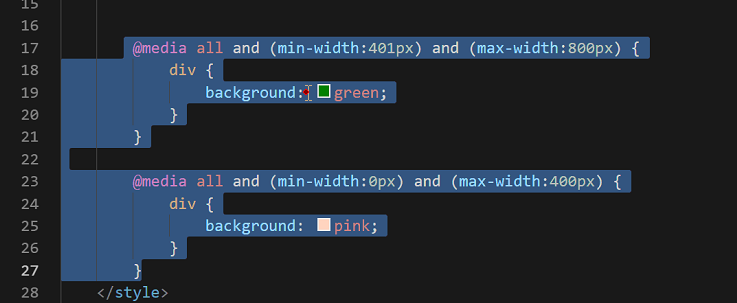 15
16
17 @media all and (min-width:401px) and (max-width:800px) {
18 div {
19 background: green;
20 }
21 }
22
23 @media all and (min-width:0px) and (max-width:400px) {
24 div {
25 background: pink;
26 }
27 }
28 </style>